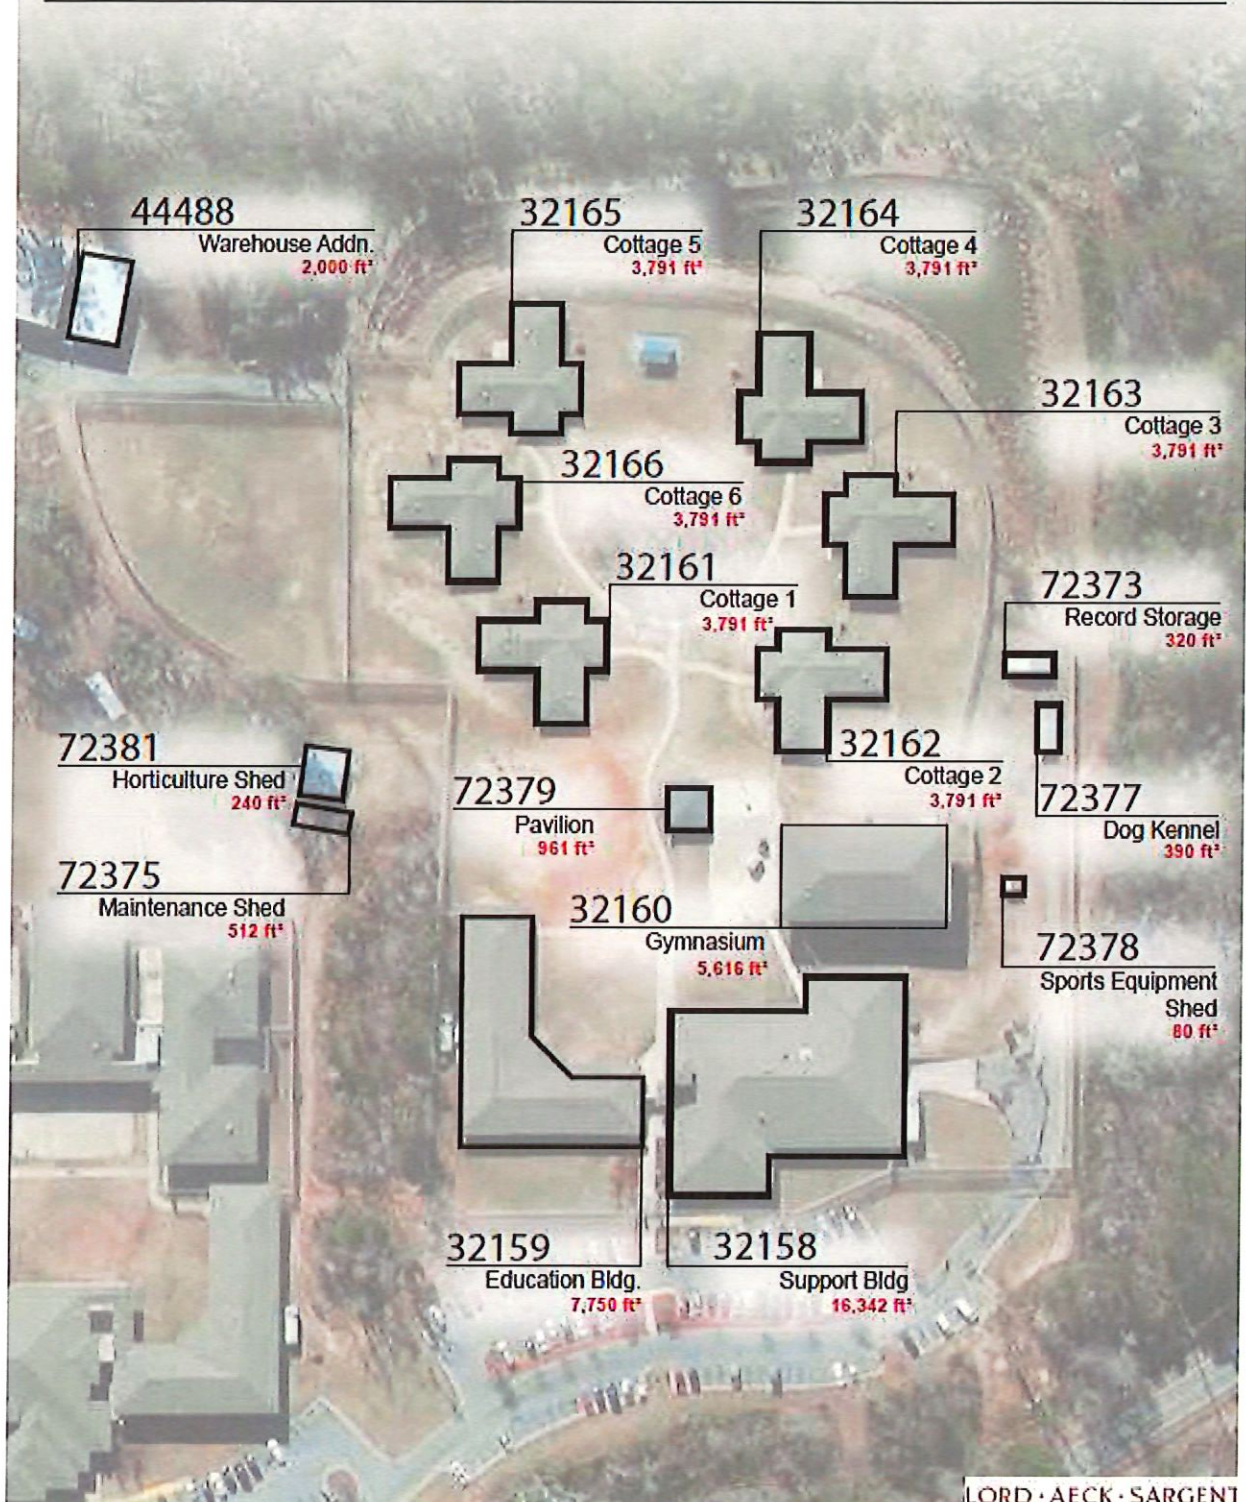 44488
Warehouse Addn.
2,000 ft²
32165
Cottage 5
3,791 ft²
32164
Cottage 4
3,791 ft²
32163
Cottage 3
3,791 ft²
32166
Cottage 6
3,791 ft²
32161
Cottage 1
3,791 ft²
72373
Record Storage
320 ft²
72381
Horticulture Shed
240 ft²
72379
Pavilion
961 ft²
32162
Cottage 2
3,791 ft²
72377
Dog Kennel
390 ft²
72375
Maintenance Shed
512 ft²
32160
Gymnasium
5,616 ft²
72378
Sports Equipment
Shed
80 ft²
32159
Education Bldg.
7,750 ft²
32158
Support Bldg
16,342 ft²
LORD · AECK · SARGENT